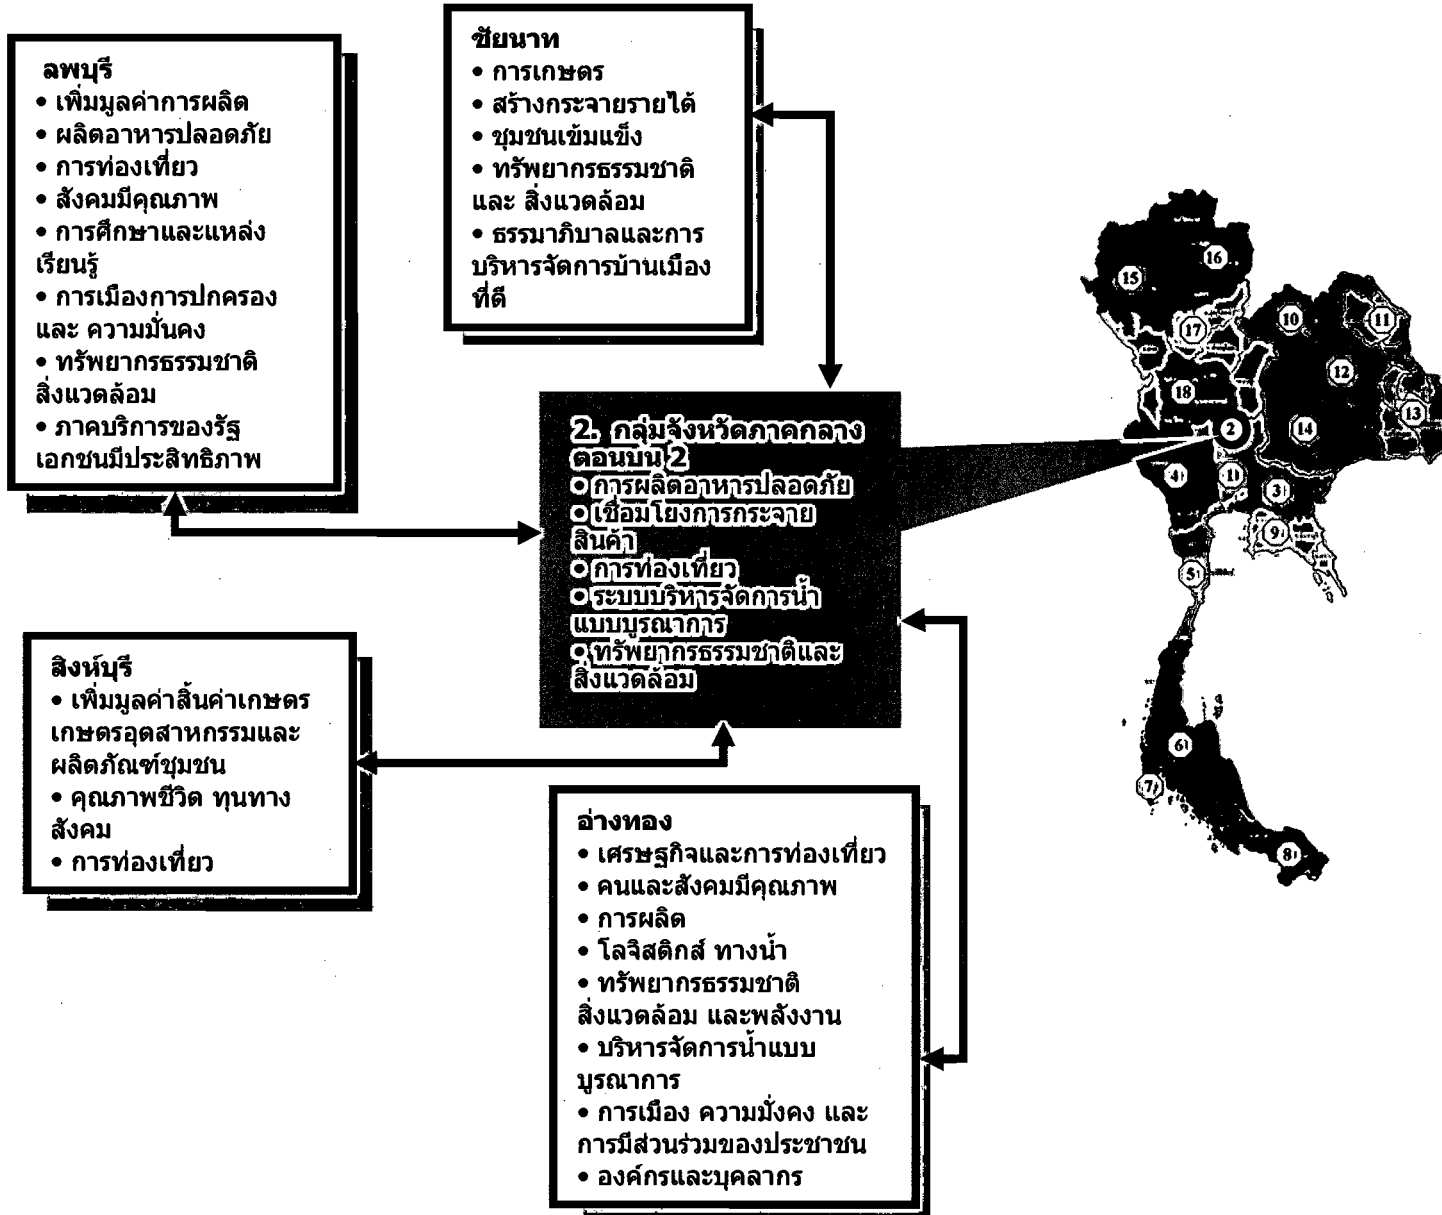 ลพบุรี
• เพิ่มมูลค่าการผลิต
• ผลิตอาหารปลอดภัย
• การท่องเที่ยว
• สังคมมีคุณภาพ
• การศึกษาและแหล่ง
เรียนรู้
• การเมืองการปกครอง
และ ความมั่นคง
• ทรัพยากรธรรมชาติ
สิ่งแวดล้อม
• ภาคบริการของรัฐ
เอกชนมีประสิทธิภาพ
ชัยนาท
• การเกษตร
• สร้างกระจายรายได้
• ชุมชนเข้มแข็ง
• ทรัพยากรธรรมชาติ
และ สิ่งแวดล้อม
• ธรรมาภิบาลและการ
บริหารจัดการบ้านเมือง
ที่ดี
2. กลุ่มจังหวัดภาคกลาง
ตอนบน 2
• การผลิตอาหารปลอดภัย
• เชื่อมโยงการกระจาย
สินค้า
• การท่องเที่ยว
• ระบบบริหารจัดการน้ำ
แบบบูรณาการ
• ทรัพยากรธรรมชาติและ
สิ่งแวดล้อม
สิงห์บุรี
• เพิ่มมูลค่าสิ้นค่าเกษตร
เกษตรอุตสาหกรรมและ
ผลิตภัณฑ์ชุมชน
• คุณภาพชีวิต ทุนทาง
สังคม
• การท่องเที่ยว
อ่างทอง
• เศรษฐกิจและการท่องเที่ยว
• คนและสังคมมีคุณภาพ
• การผลิต
• โลจิสติกส์ ทางน้ำ
• ทรัพยากรธรรมชาติ
สิ่งแวดล้อม และพลังงาน
• บริหารจัดการน้ำแบบ
บูรณาการ
• การเมือง ความมั่งคง และ
การมีส่วนร่วมของประชาชน
• องค์กรและบุคลากร
16
15
10
11
17
12
18
13
2
14
4
1
3
9
5
6
7
8